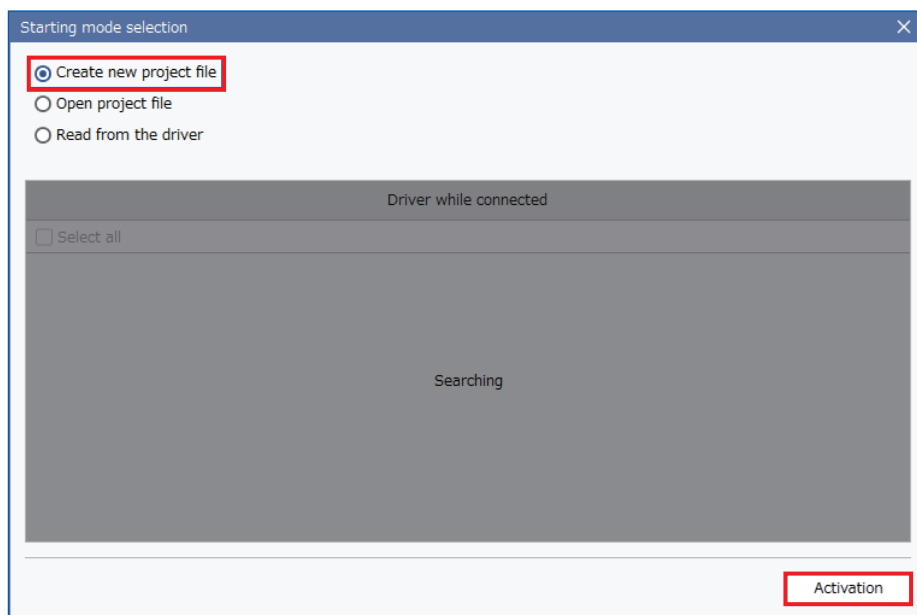 Starting mode selection
Create new project file
Open project file
Read from the driver
Driver while connected
Select all
Searching
Activation